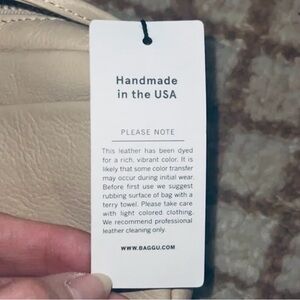 Handmade
in the USA
PLEASE NOTE
This leather has been dyed
for a rich, vibrant color. It is
likely that some color transfer
may occur during initial wear.
Before first use we suggest
rubbing surface of bag with a
terry towel. Please take care
with light colored clothing.
We recommend professional
leather cleaning only.
WWW.BAGGU.COM